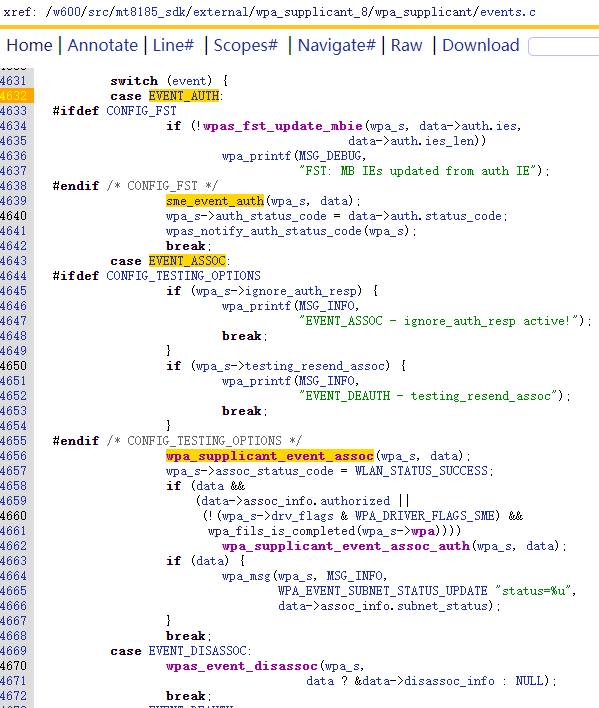 xref: /w600/src/mt8185_sdk/external/wpa_supplicant_8/wpa_supplicant/events.c
Home | Annotate | Line# | Scopes# | Navigate# | Raw | Download
4631 switch (event) {
4632 case EVENT_AUTH:
4633 #ifdef CONFIG_FST
4634 if (!wpas_fst_update_mbie(wpa_s, data->auth.ies,
4635 data->auth.ies_len))
4636 wpa_printf(MSG_DEBUG,
4637 "FST: MB IEs updated from auth IE");
4638 #endif /* CONFIG_FST */
4639 sme_event_auth(wpa_s, data);
4640 wpa_s->auth_status_code = data->auth.status_code;
4641 wpas_notify_auth_status_code(wpa_s);
4642 break;
4643 case EVENT_ASSOC:
4644 #ifdef CONFIG_TESTING_OPTIONS
4645 if (wpa_s->ignore_auth_resp) {
4646 wpa_printf(MSG_INFO,
4647 "EVENT_ASSOC - ignore_auth_resp active!");
4648 break;
4649 }
4650 if (wpa_s->testing_resend_assoc) {
4651 wpa_printf(MSG_INFO,
4652 "EVENT_DEAUTH - testing_resend_assoc");
4653 break;
4654 }
4655 #endif /* CONFIG_TESTING_OPTIONS */
4656 wpa_supplicant_event_assoc(wpa_s, data);
4657 wpa_s->assoc_status_code = WLAN_STATUS_SUCCESS;
4658 if (data &&
4659 (data->assoc_info.authorized ||
4660 (!(wpa_s->drv_flags & WPA_DRIVER_FLAGS_SME) &&
4661 wpa_fils_is_completed(wpa_s->wpa))))
4662 wpa_supplicant_event_assoc_auth(wpa_s, data);
4663 if (data) {
4664 wpa_msg(wpa_s, MSG_INFO,
4665 WPA_EVENT_SUBNET_STATUS_UPDATE "status=%u",
4666 data->assoc_info.subnet_status);
4667 }
4668 break;
4669 case EVENT_DISASSOC:
4670 wpas_event_disassoc(wpa_s,
4671 data ? &data->disassoc_info : NULL);
4672 break;